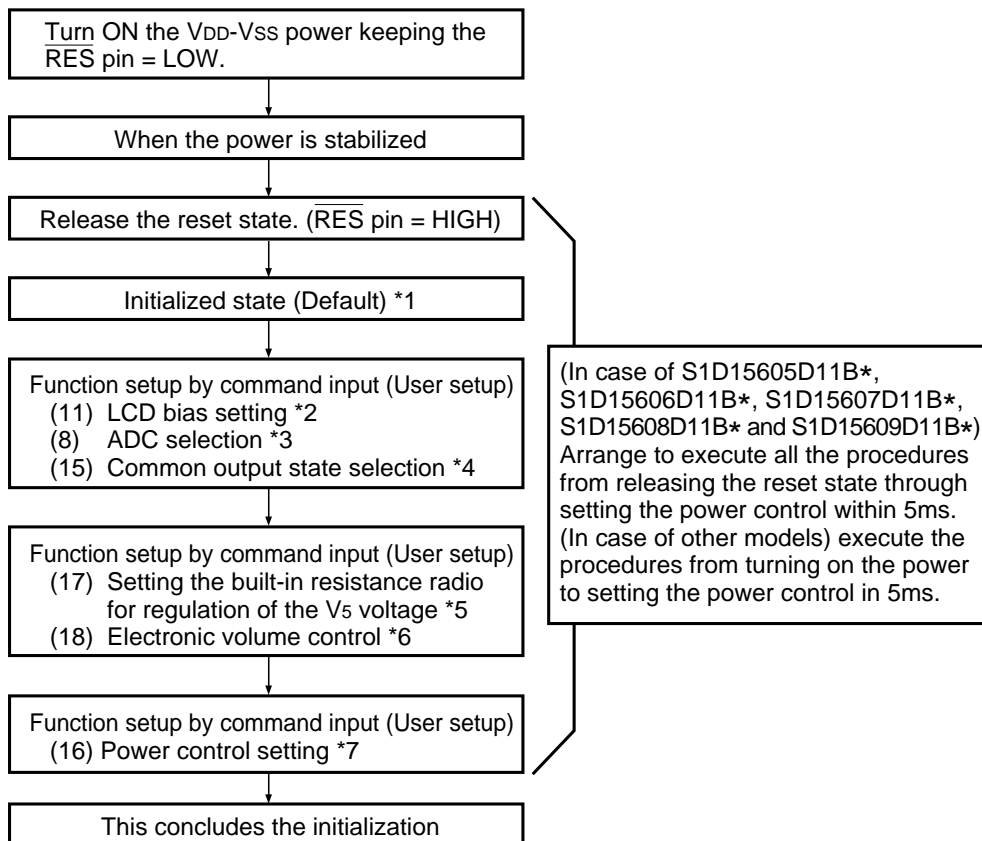 Turn ON the VDD-VSS power keeping the
RES pin = LOW.
When the power is stabilized
Release the reset state. (RES pin = HIGH)
Initialized state (Default) *1
Function setup by command input (User setup)
(11) LCD bias setting *2
(8) ADC selection *3
(15) Common output state selection *4
Function setup by command input (User setup)
(17) Setting the built-in resistance radio
for regulation of the V5 voltage *5
(18) Electronic volume control *6
Function setup by command input (User setup)
(16) Power control setting *7
This concludes the initialization
(In case of S1D15605D11B*,
S1D15606D11B*, S1D15607D11B*,
S1D15608D11B* and S1D15609D11B*)
Arrange to execute all the procedures
from releasing the reset state through
setting the power control within 5ms.
(In case of other models) execute the
procedures from turning on the power
to setting the power control in 5ms.